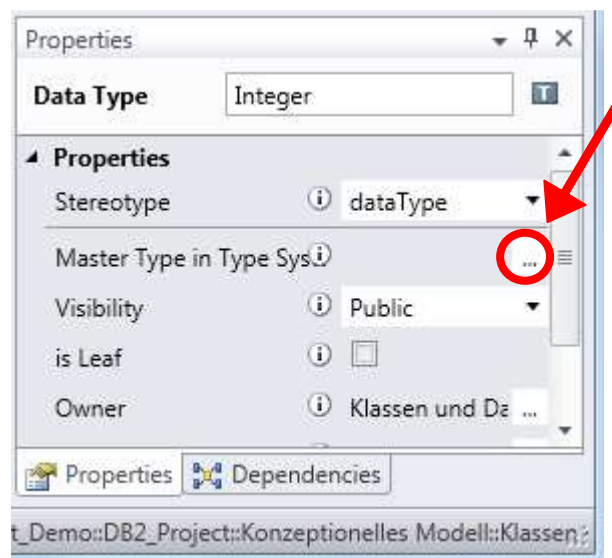 Properties
Data Type Integer T
Properties
Stereotype i dataType
Master Type in Type Sys i ...
Visibility i Public
is Leaf i
Owner i Klassen und Da ...
Properties Dependencies
t_Demo::DB2_Project::Konzeptionelles Modell::Klassen